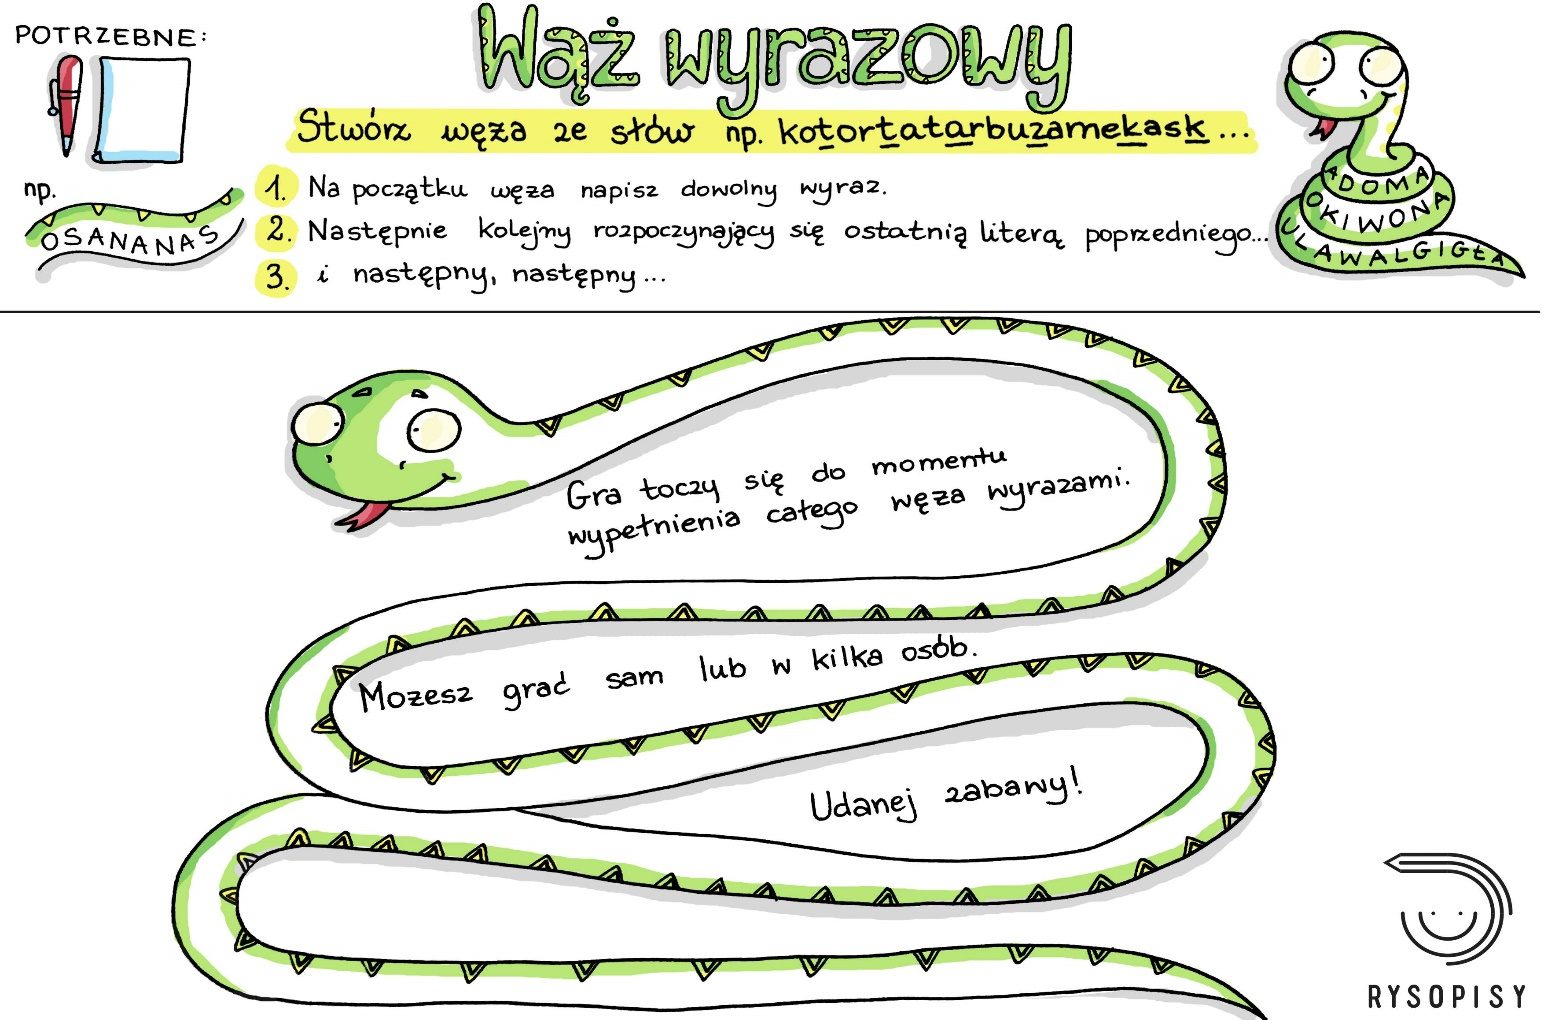 POTRZEBNE:
Wąż wyrazowy
Stwórz węża ze słów np. kotortatarbuzamekask...
np.
OSANANAS
1. Na początku węża napisz dowolny wyraz.
2. Następnie kolejny rozpoczynający się ostatnią literą poprzedniego...
3. i następny, następny...
ADOMA
OKIWONA
ULAWALGIGŁA
Gra toczy się do momentu
wypełnienia całego węża wyrazami.
Możesz grać sam lub w kilka osób.
Udanej zabawy!
RYSOPISY